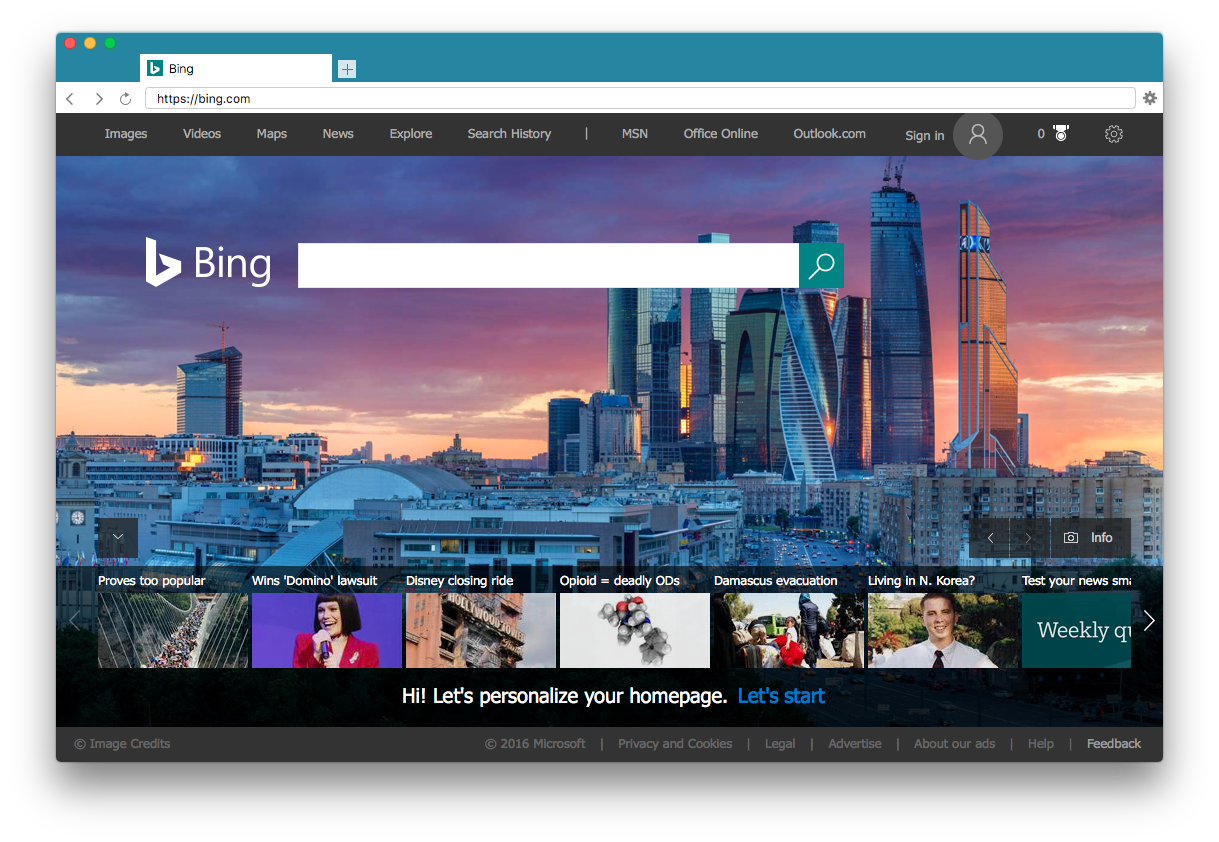 Bing
https://bing.com
Images Videos Maps News Explore Search History | MSN Office Online Outlook.com Sign in 0
Bing
Info
Proves too popular Wins 'Domino' lawsuit Disney closing ride Opioid = deadly ODs Damascus evacuation Living in N. Korea? Test your news sma
HOLLYWOOD
Weekly qu
Hi! Let's personalize your homepage. Let's start
© Image Credits © 2016 Microsoft | Privacy and Cookies | Legal | Advertise | About our ads | Help | Feedback